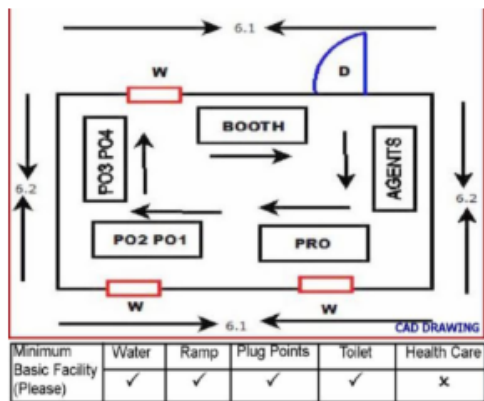 6.1
W
D
BOOTH
PO3 PO4
AGENTS
6.2
6.2
PO2 PO1
PRO
W
W
6.1
CAD DRAWING
Minimum Basic Facility (Please) Water Ramp Plug Points Toilet Health Care
✓ ✓ ✓ ✓ x